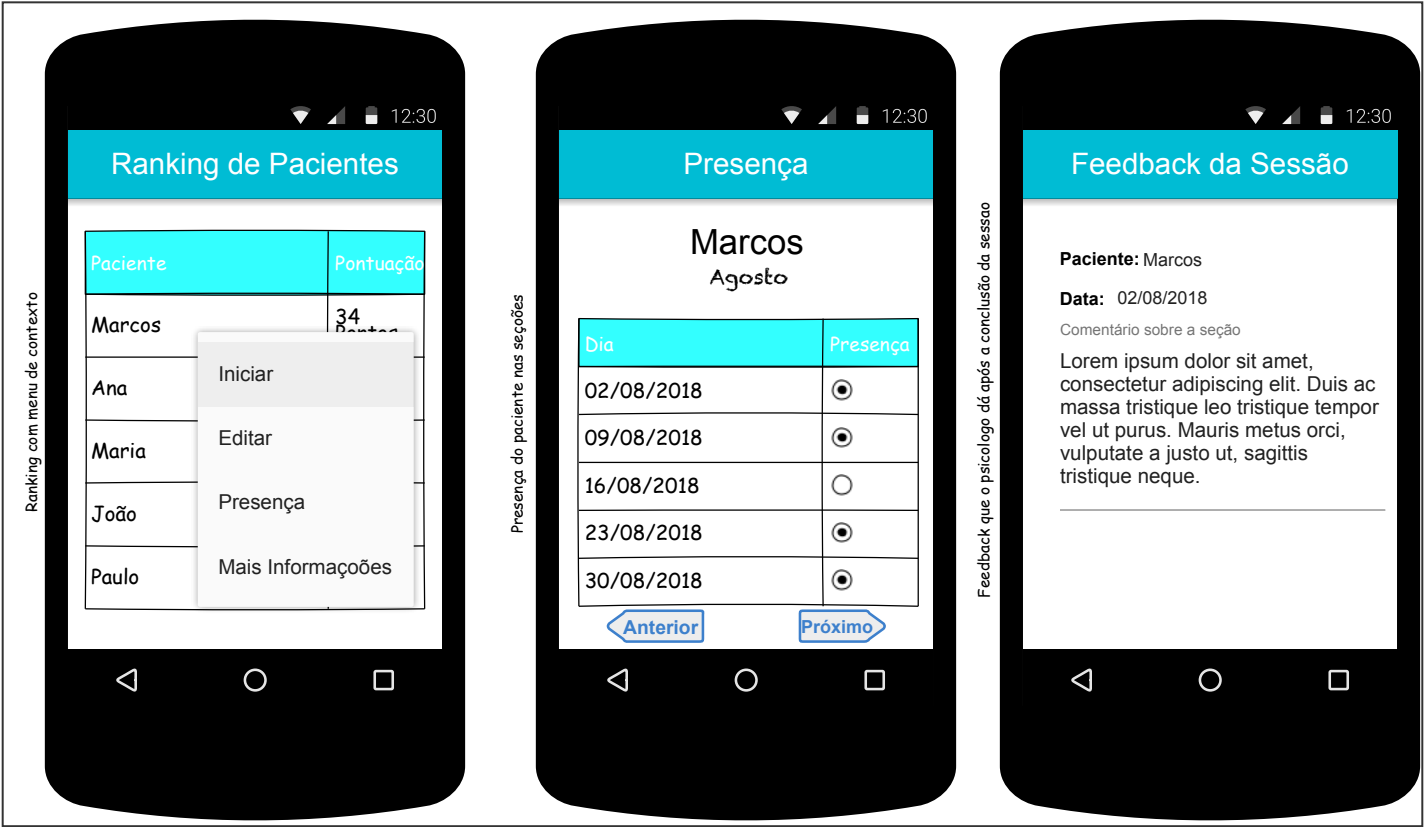 Ranking com menu de contexto
12:30
Ranking de Pacientes
Paciente Pontuação
Marcos 34
Pontos
Ana
Maria
João
Paulo
Iniciar
Editar
Presença
Mais Informaçoões
Presença do paciente nas secções
12:30
Presença
Marcos
Agosto
Dia Presença
02/08/2018
09/08/2018
16/08/2018
23/08/2018
30/08/2018
Anterior Próximo
Feedback que o psicologo dá após a conclusão da sessao
12:30
Feedback da Sessão
Paciente: Marcos
Data: 02/08/2018
Comentário sobre a seção
Lorem ipsum dolor sit amet,
consectetur adipiscing elit. Duis ac
massa tristique leo tristique tempor
vel ut purus. Mauris metus orci,
vulputate a justo ut, sagittis
tristique neque.